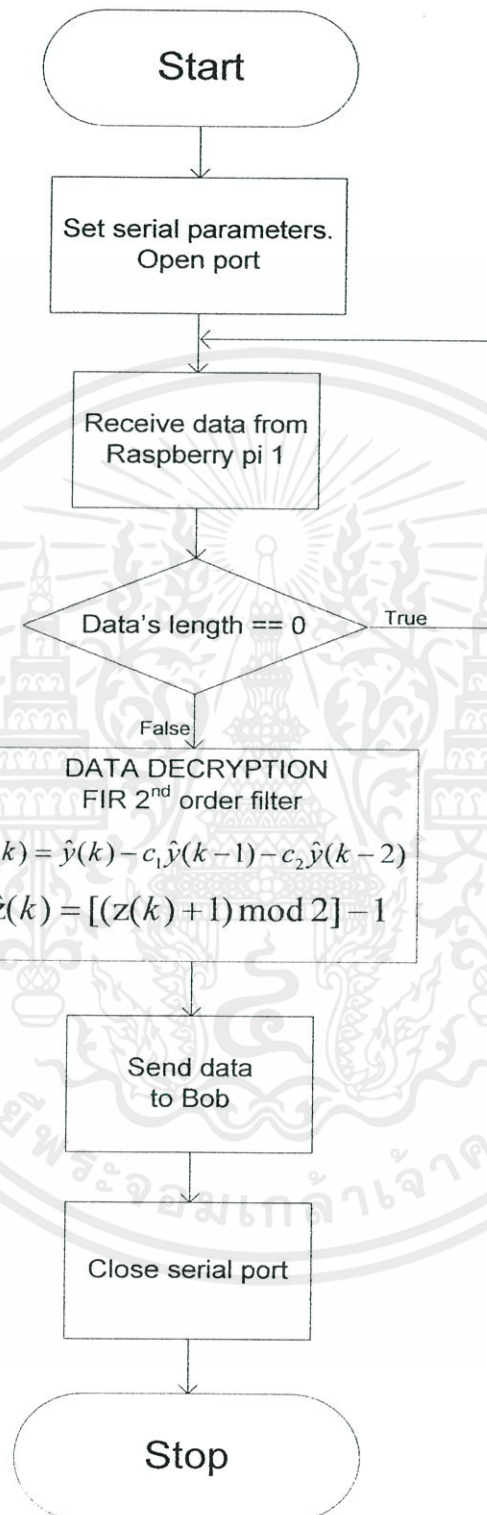 Start
Set serial parameters.
Open port
Receive data from
Raspberry pi 1
Data's length == 0
True
False
DATA DECRYPTION
FIR 2nd order filter
k) = ŷ(k) − c₁ŷ(k−1) − c₂ŷ(k−2)
ẑ(k) = [(z(k)+1) mod 2] −1
Send data
to Bob
Close serial port
Stop